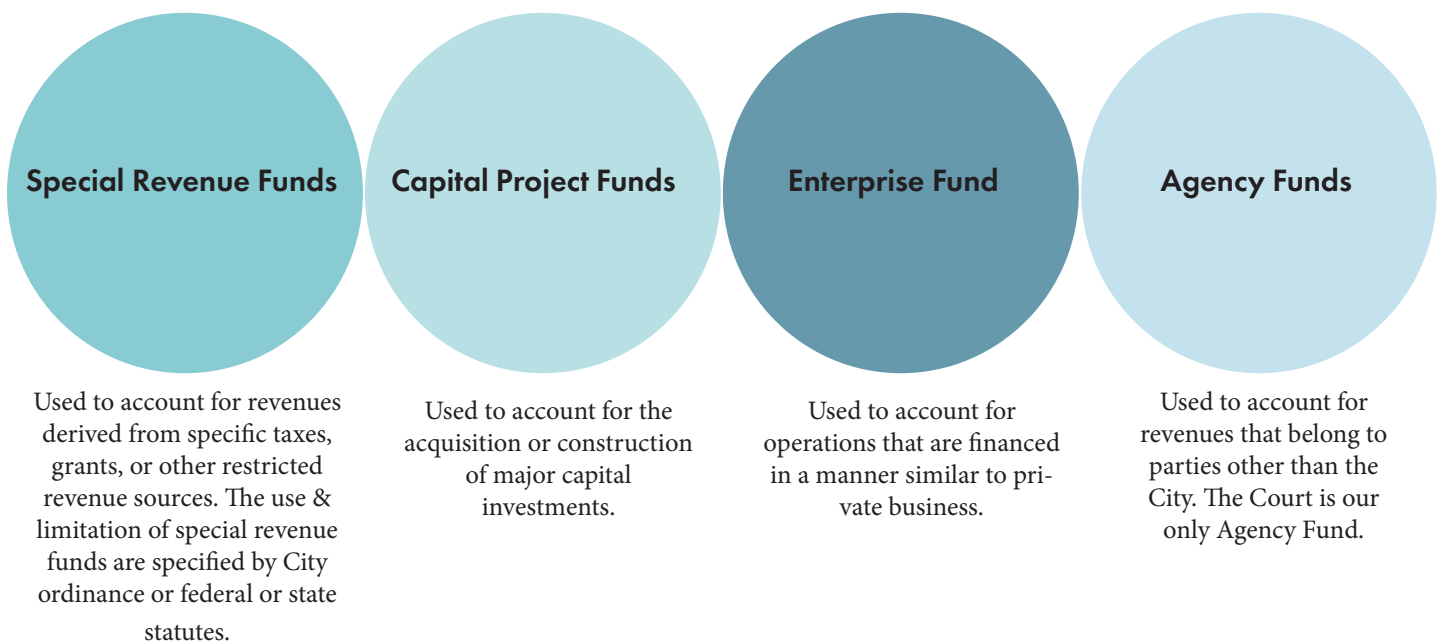 Special Revenue Funds
Used to account for revenues
derived from specific taxes,
grants, or other restricted
revenue sources. The use &
limitation of special revenue
funds are specified by City
ordinance or federal or state
statutes.
Capital Project Funds
Used to account for the
acquisition or construction
of major capital
investments.
Enterprise Fund
Used to account for
operations that are financed
in a manner similar to pri-
vate business.
Agency Funds
Used to account for
revenues that belong to
parties other than the
City. The Court is our
only Agency Fund.